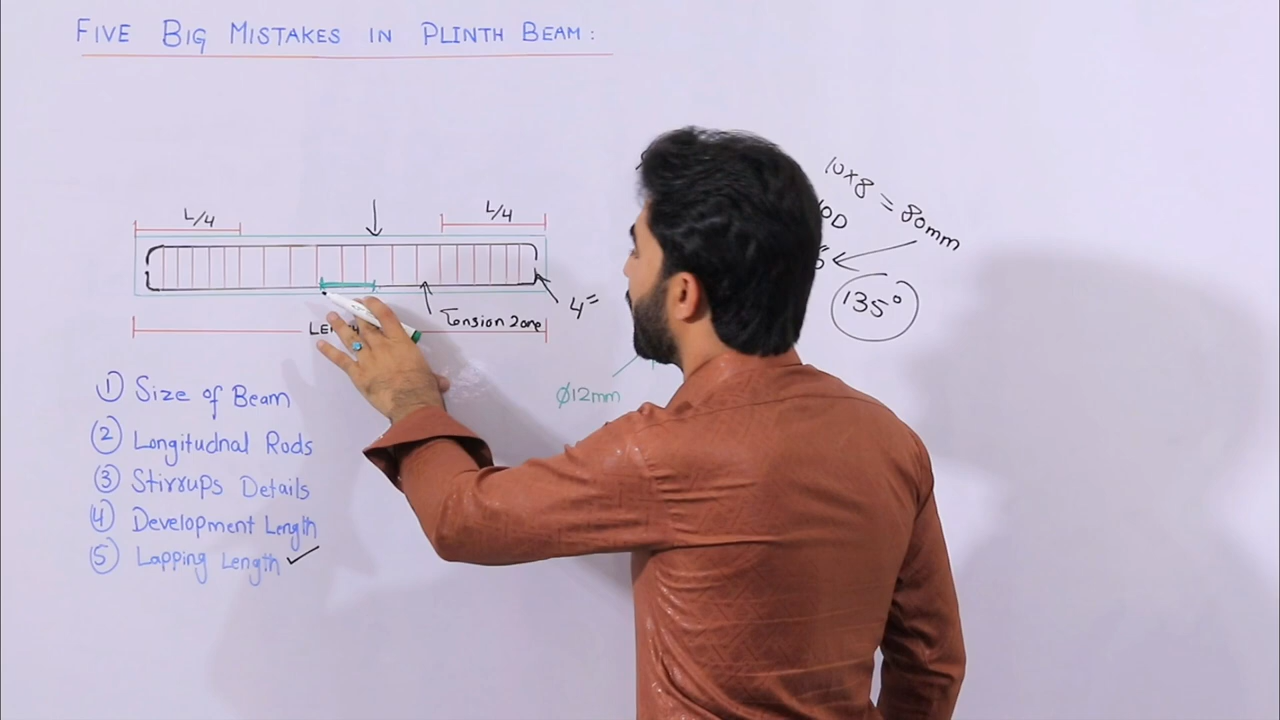 FIVE BIG MISTAKES IN PLINTH BEAM:
L/4
L/4
Tension Zone
4"
10×8 = 80mm
10D
135°
Ø12mm
① Size of Beam
② Longitudnal Rods
③ Stirrups Details
④ Development Length
⑤ Lapping Length ✓